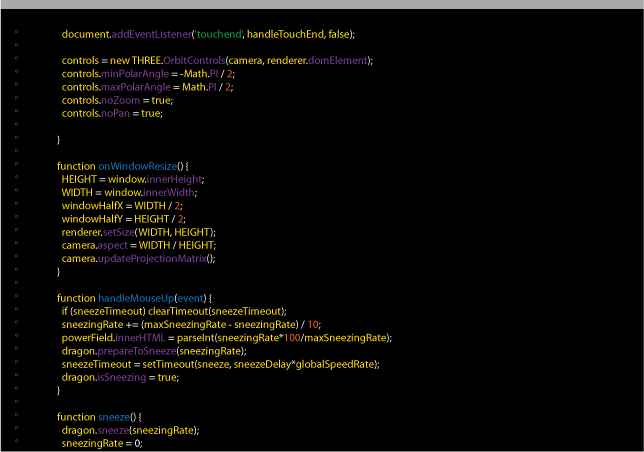 document.addEventListener('touchend', handleTouchEnd, false);
controls = new THREE.OrbitControls(camera, renderer.domElement);
controls.minPolarAngle = -Math.PI / 2;
controls.maxPolarAngle = Math.PI / 2;
controls.noZoom = true;
controls.noPan = true;
}
function onWindowResize() {
HEIGHT = window.innerHeight;
WIDTH = window.innerWidth;
windowHalfX = WIDTH / 2;
windowHalfY = HEIGHT / 2;
renderer.setSize(WIDTH, HEIGHT);
camera.aspect = WIDTH / HEIGHT;
camera.updateProjectionMatrix();
}
function handleMouseUp(event) {
if (sneezeTimeout) clearTimeout(sneezeTimeout);
sneezingRate += (maxSneezingRate - sneezingRate) / 10;
powerField.innerHTML = parseInt(sneezingRate*100/maxSneezingRate);
dragon.prepareToSneeze(sneezingRate);
sneezeTimeout = setTimeout(sneeze, sneezeDelay*globalSpeedRate);
dragon.isSneezing = true;
}
function sneeze() {
dragon.sneeze(sneezingRate);
sneezingRate = 0;